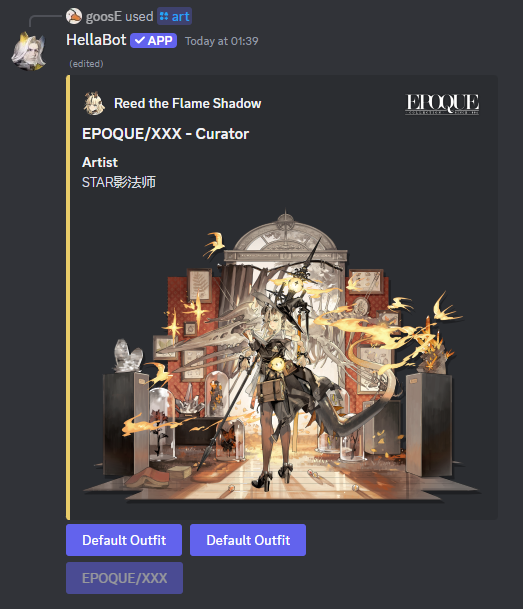 goosE used art
HellaBot APP Today at 01:39
(edited)
Reed the Flame Shadow
EPOQUE
COLLECTION
EPOQUE/XXX - Curator
Artist
STAR影法师
Default Outfit Default Outfit
EPOQUE/XXX